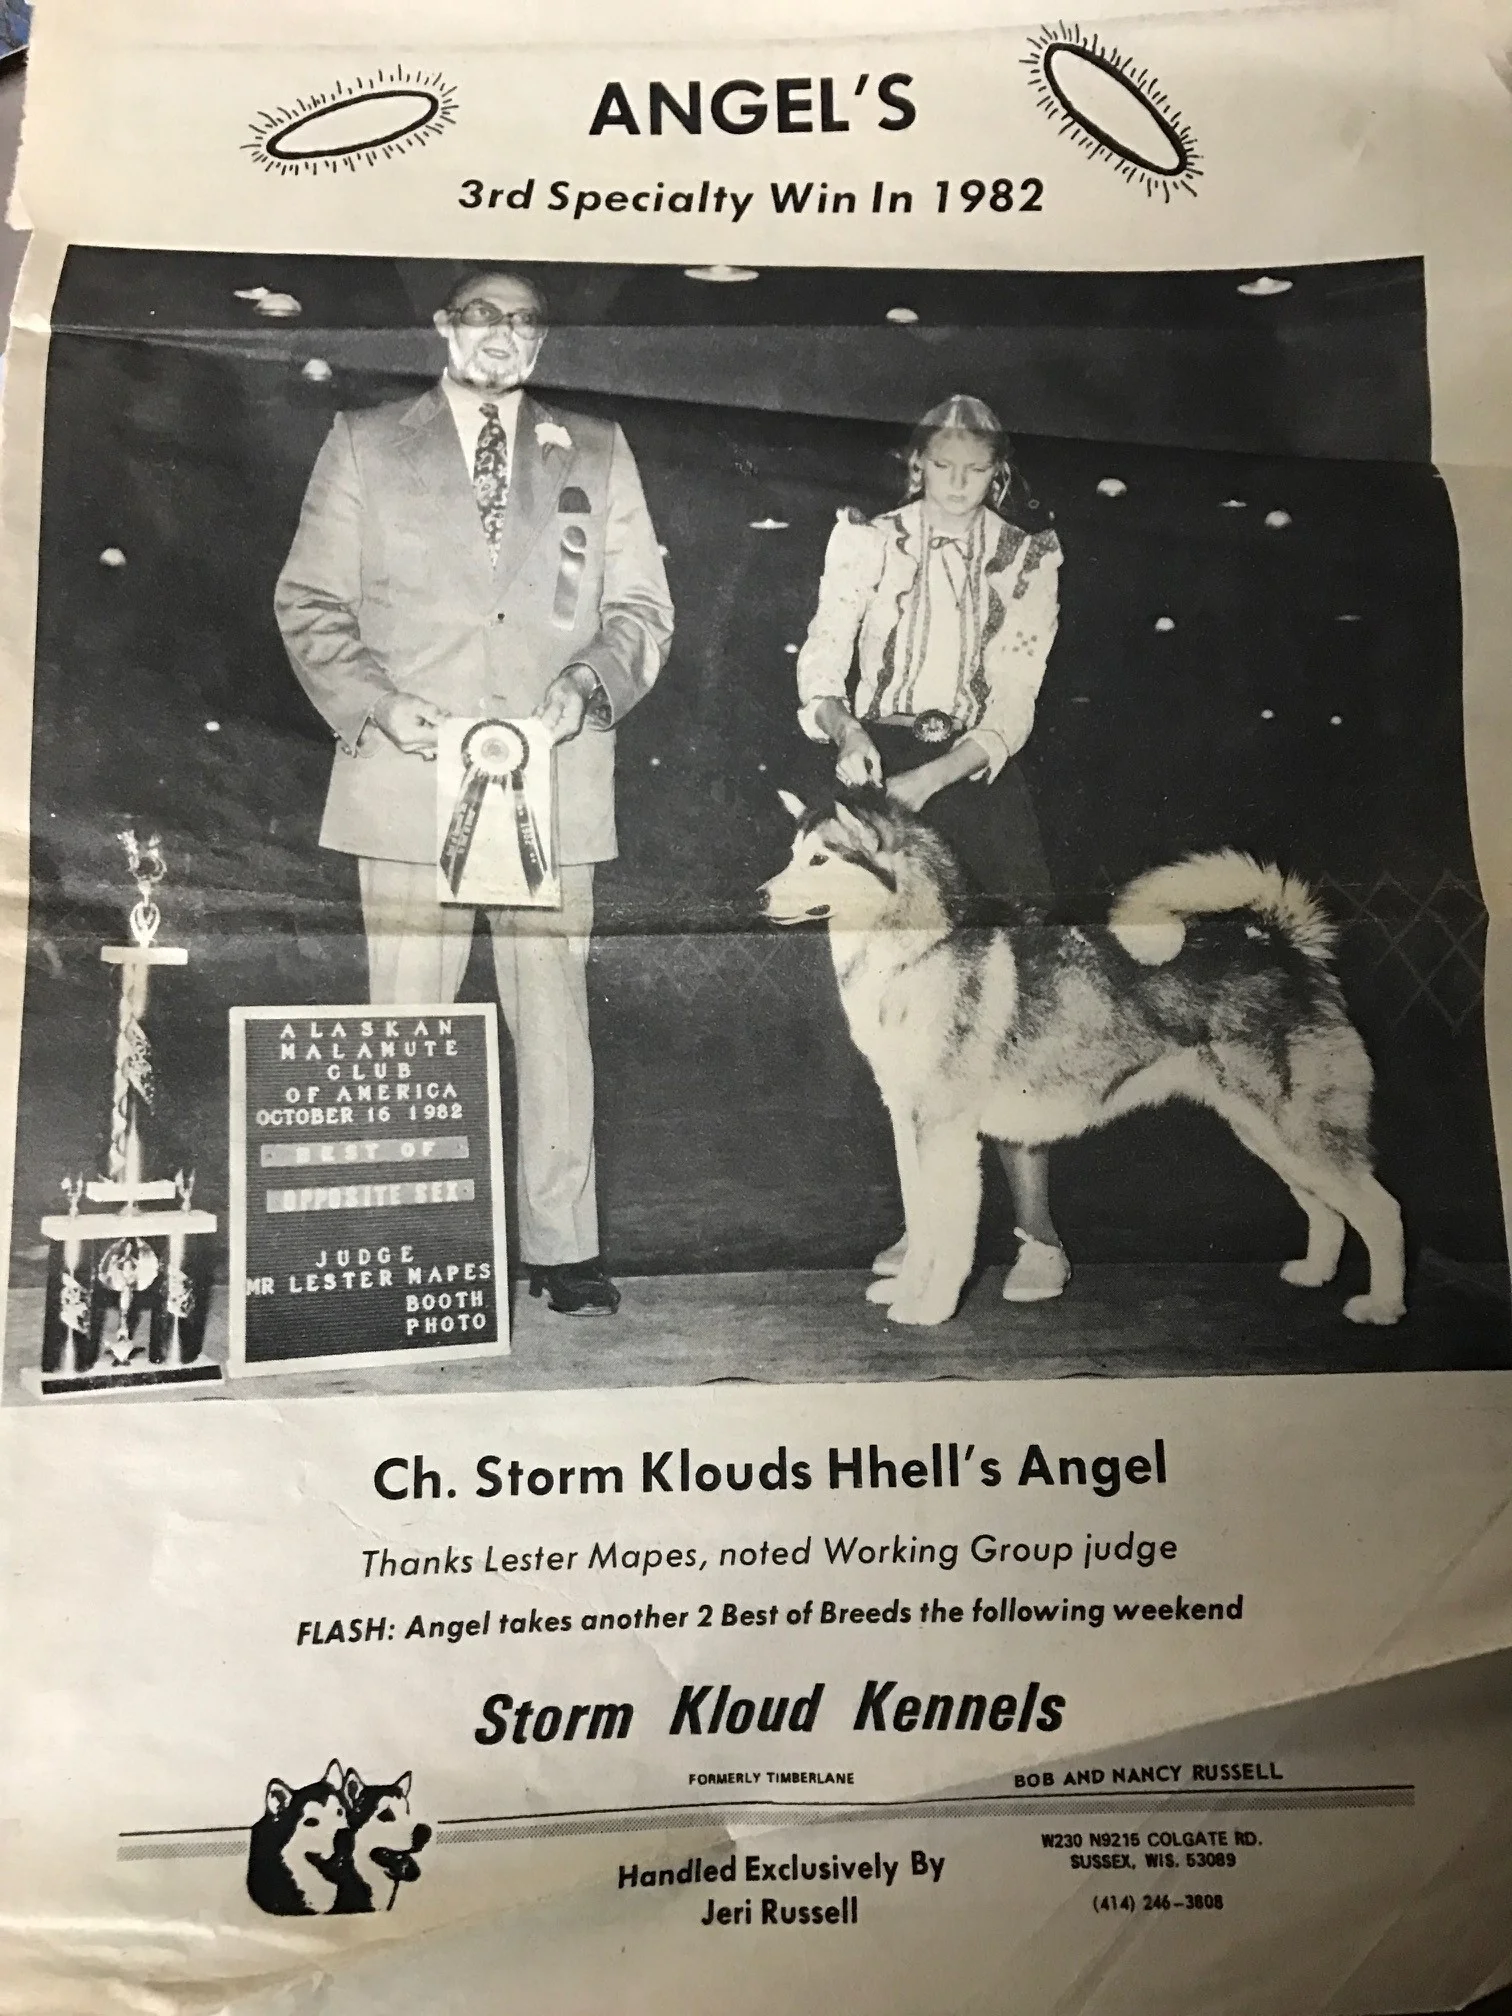 ANGEL'S
3rd Specialty Win In 1982
ALASKAN
MALAMUTE
CLUB
OF AMERICA
OCTOBER 16 1982
BEST OF
OPPOSITE SEX
JUDGE
MR LESTER MAPES
BOOTH
PHOTO
Ch. Storm Klouds Hhell's Angel
Thanks Lester Mapes, noted Working Group judge
FLASH: Angel takes another 2 Best of Breeds the following weekend
Storm Kloud Kennels
FORMERLY TIMBERLANE
BOB AND NANCY RUSSELL
Handled Exclusively By
Jeri Russell
W230 N9215 COLGATE RD.
SUSSEX, WIS. 53089
(414) 246-3808